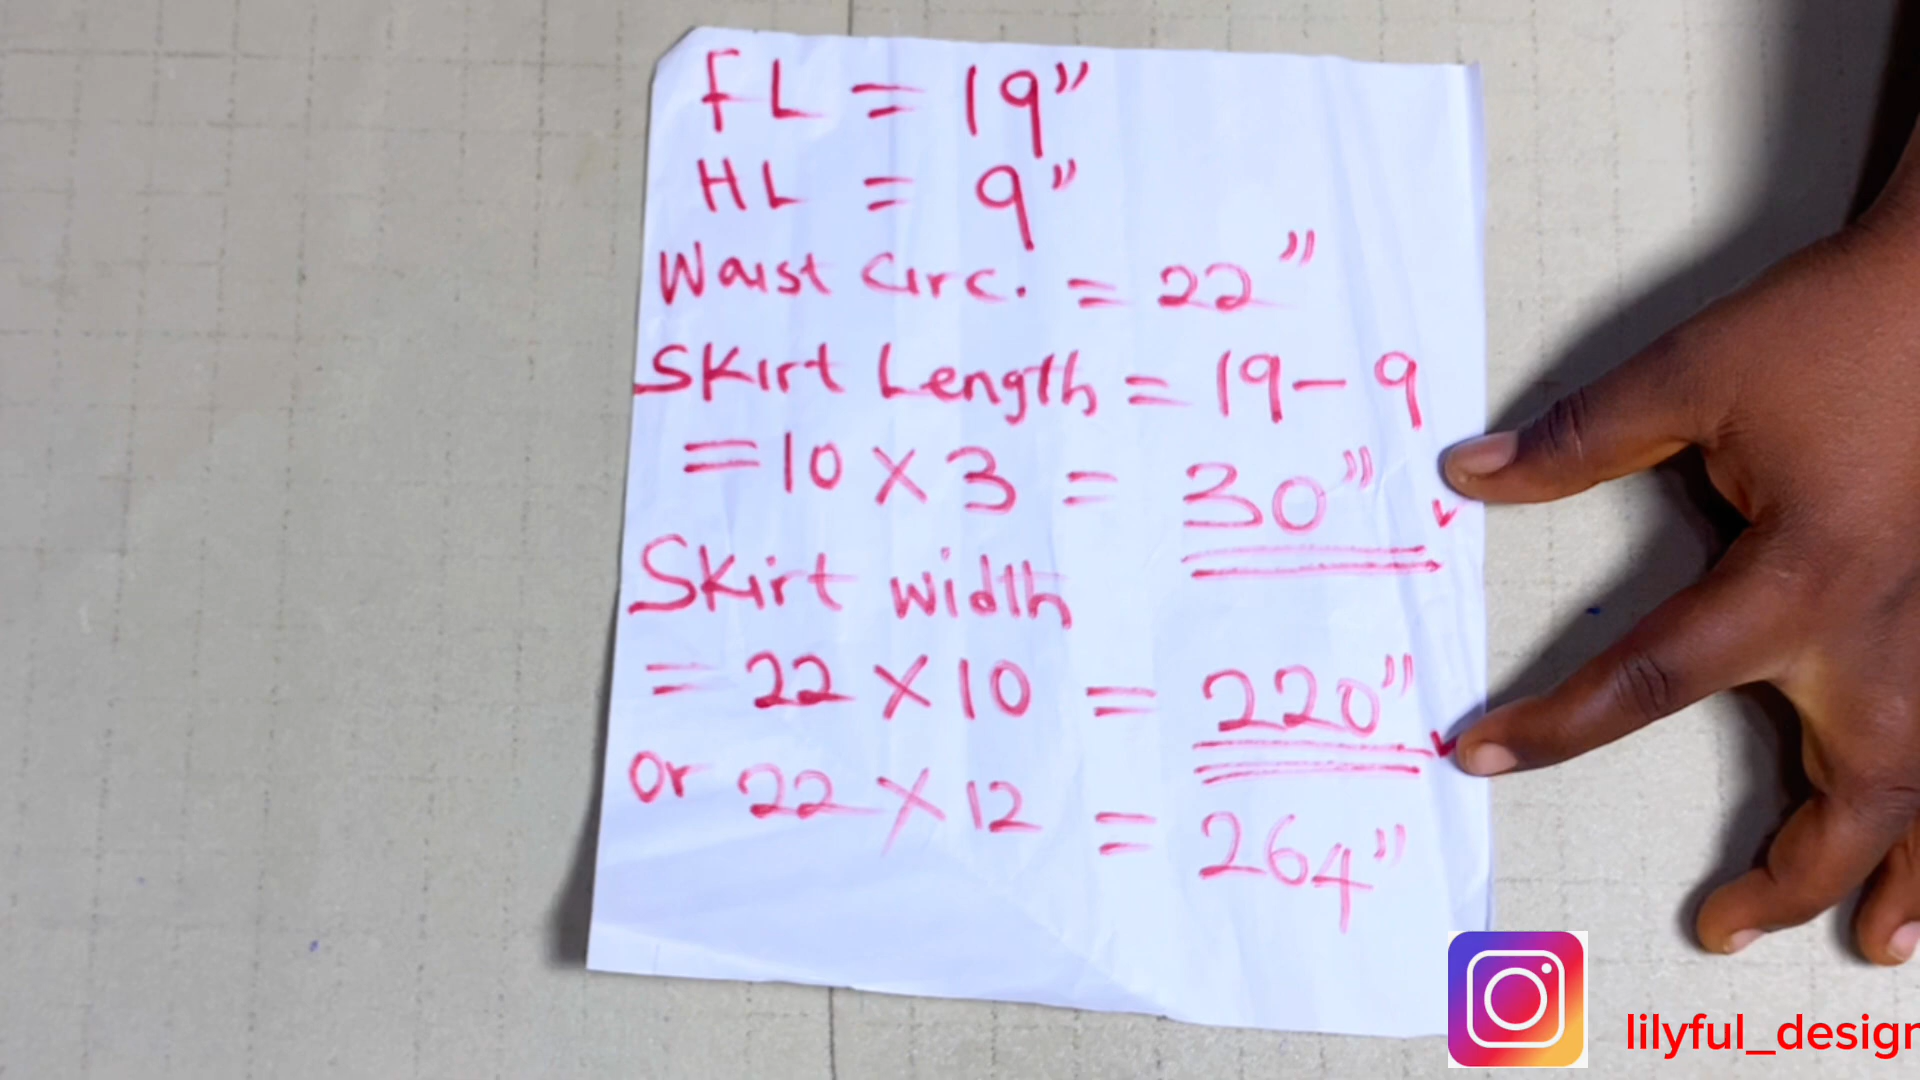 FL = 19"
HL = 9"
Waist Circ. = 22"
Skirt Length = 19 - 9
= 10 x 3 = 30"
Skirt width
= 22 x 10 = 220"
or 22 x 12 = 264"
lilyful_design